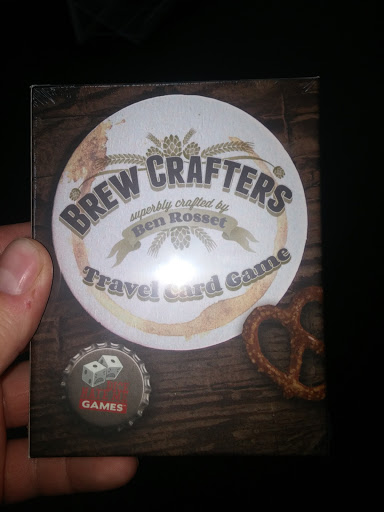 BREW CRAFTERS
superbly crafted by
Ben Rosset
Travel Card Game
GAMES